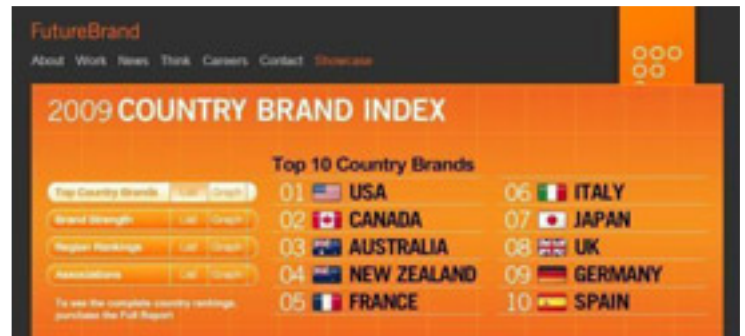 FutureBrand
About Work News Think Careers Contact Showcase
2009 COUNTRY BRAND INDEX
Top 10 Country Brands
Top Country Brands List Graph
Brand Strength List Graph
Region Rankings List Graph
Associations List Graph
To see the complete country rankings,
purchase the Full Report
01 USA
02 CANADA
03 AUSTRALIA
04 NEW ZEALAND
05 FRANCE
06 ITALY
07 JAPAN
08 UK
09 GERMANY
10 SPAIN